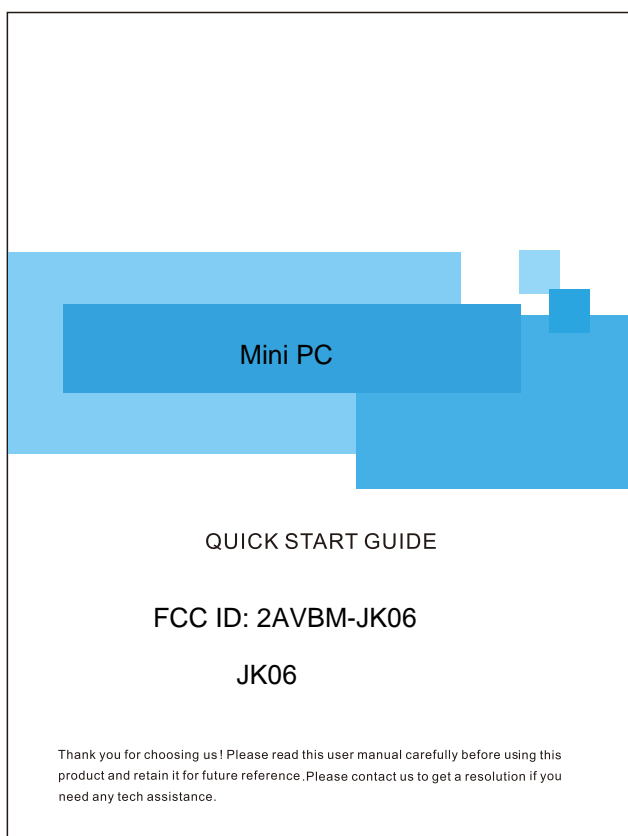 Mini PC
QUICK START GUIDE
FCC ID: 2AVBM-JK06
JK06
Thank you for choosing us! Please read this user manual carefully before using this
product and retain it for future reference.Please contact us to get a resolution if you
need any tech assistance.